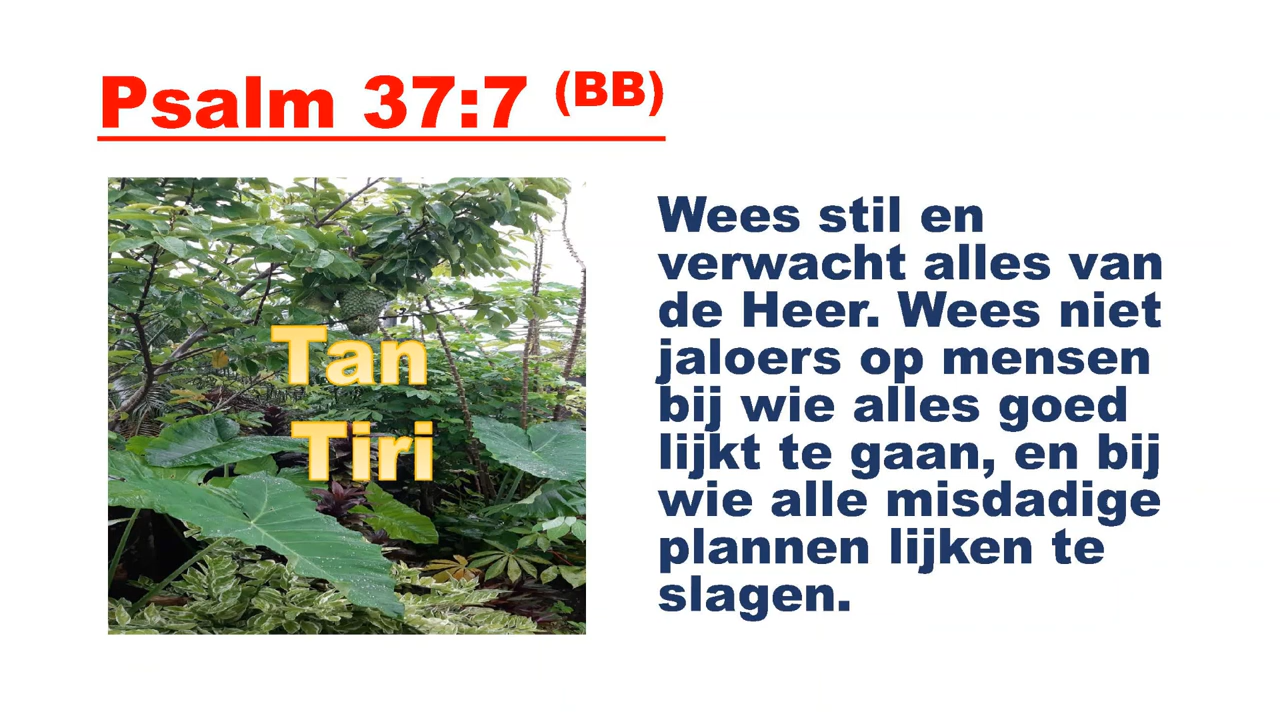 Psalm 37:7 (BB)
Tan
Tiri
Wees stil en
verwacht alles van
de Heer. Wees niet
jaloers op mensen
bij wie alles goed
lijkt te gaan, en bij
wie alle misdadige
plannen lijken te
slagen.